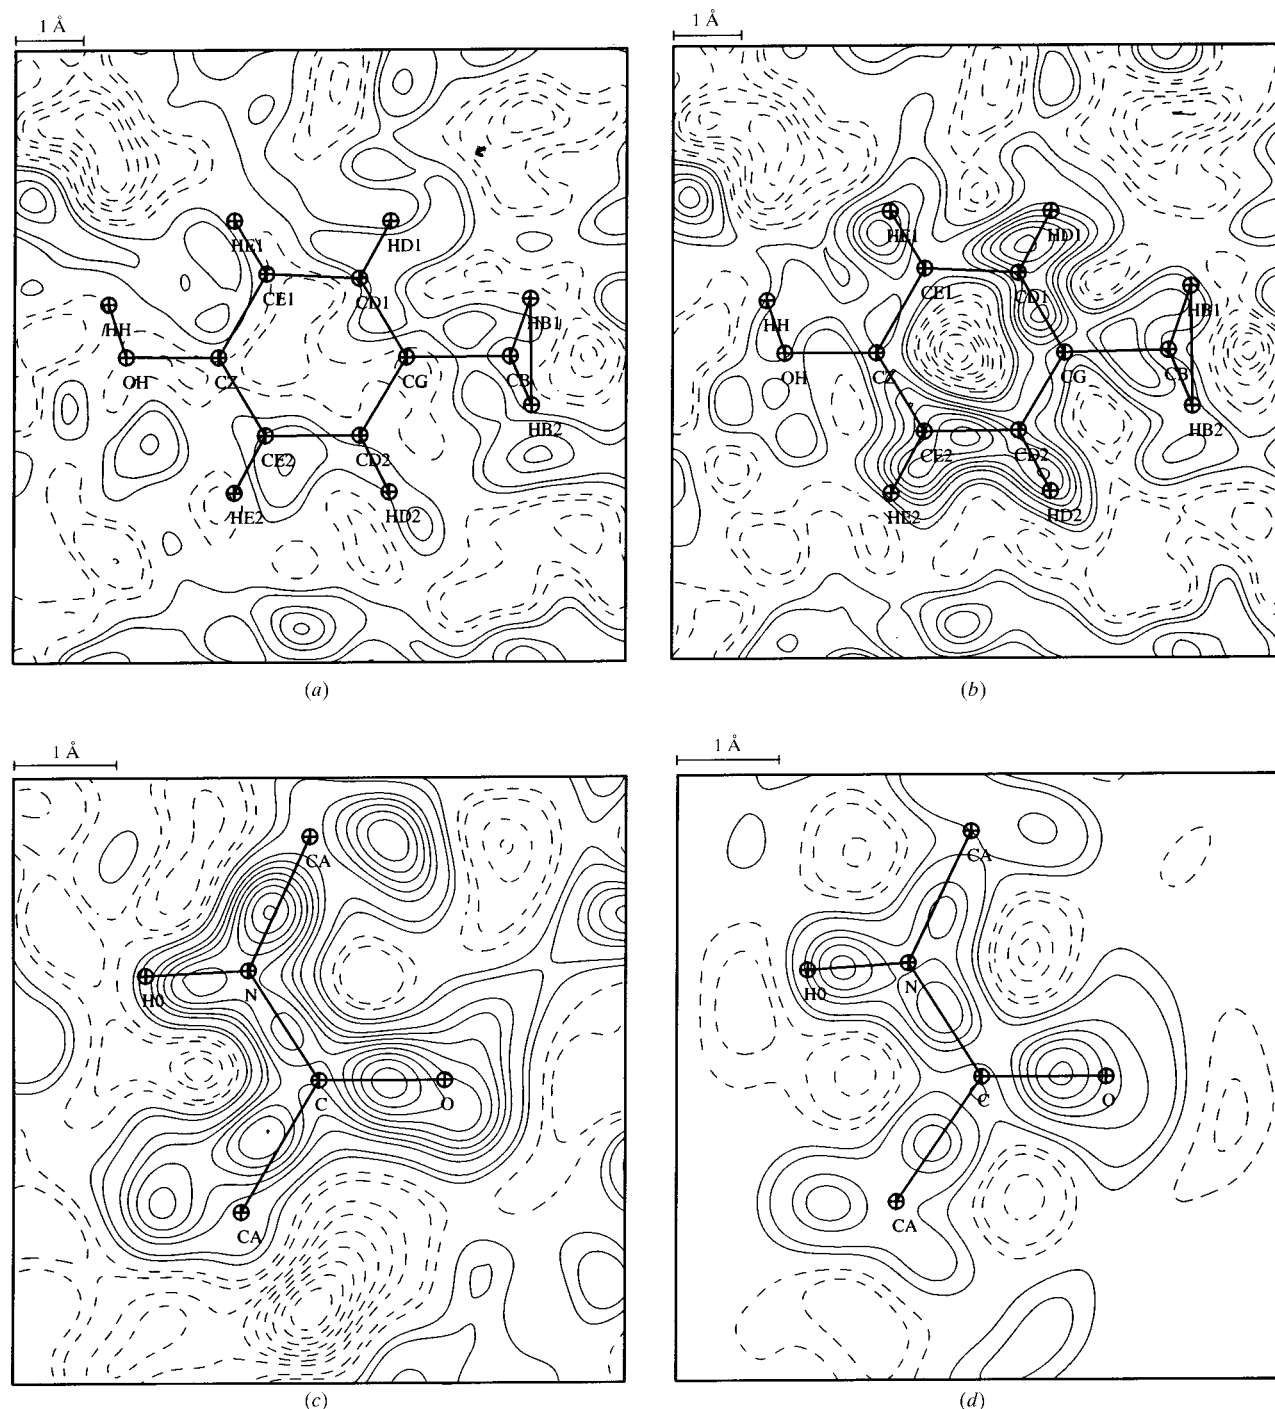 1 Å
1 Å
HE1
HD1
CE1
CD1
HH
HB1
OH
CZ
CG
CB
HB2
CE2
CD2
HE2
HD2
(a)
HE1
HD1
CE1
CD1
HH
HB1
OH
CZ
CG
CB
HB2
CE2
CD2
HE2
HD2
(b)
1 Å
1 Å
CA
H0
N
C
O
CA
(c)
CA
H0
N
C
O
CA
(d)